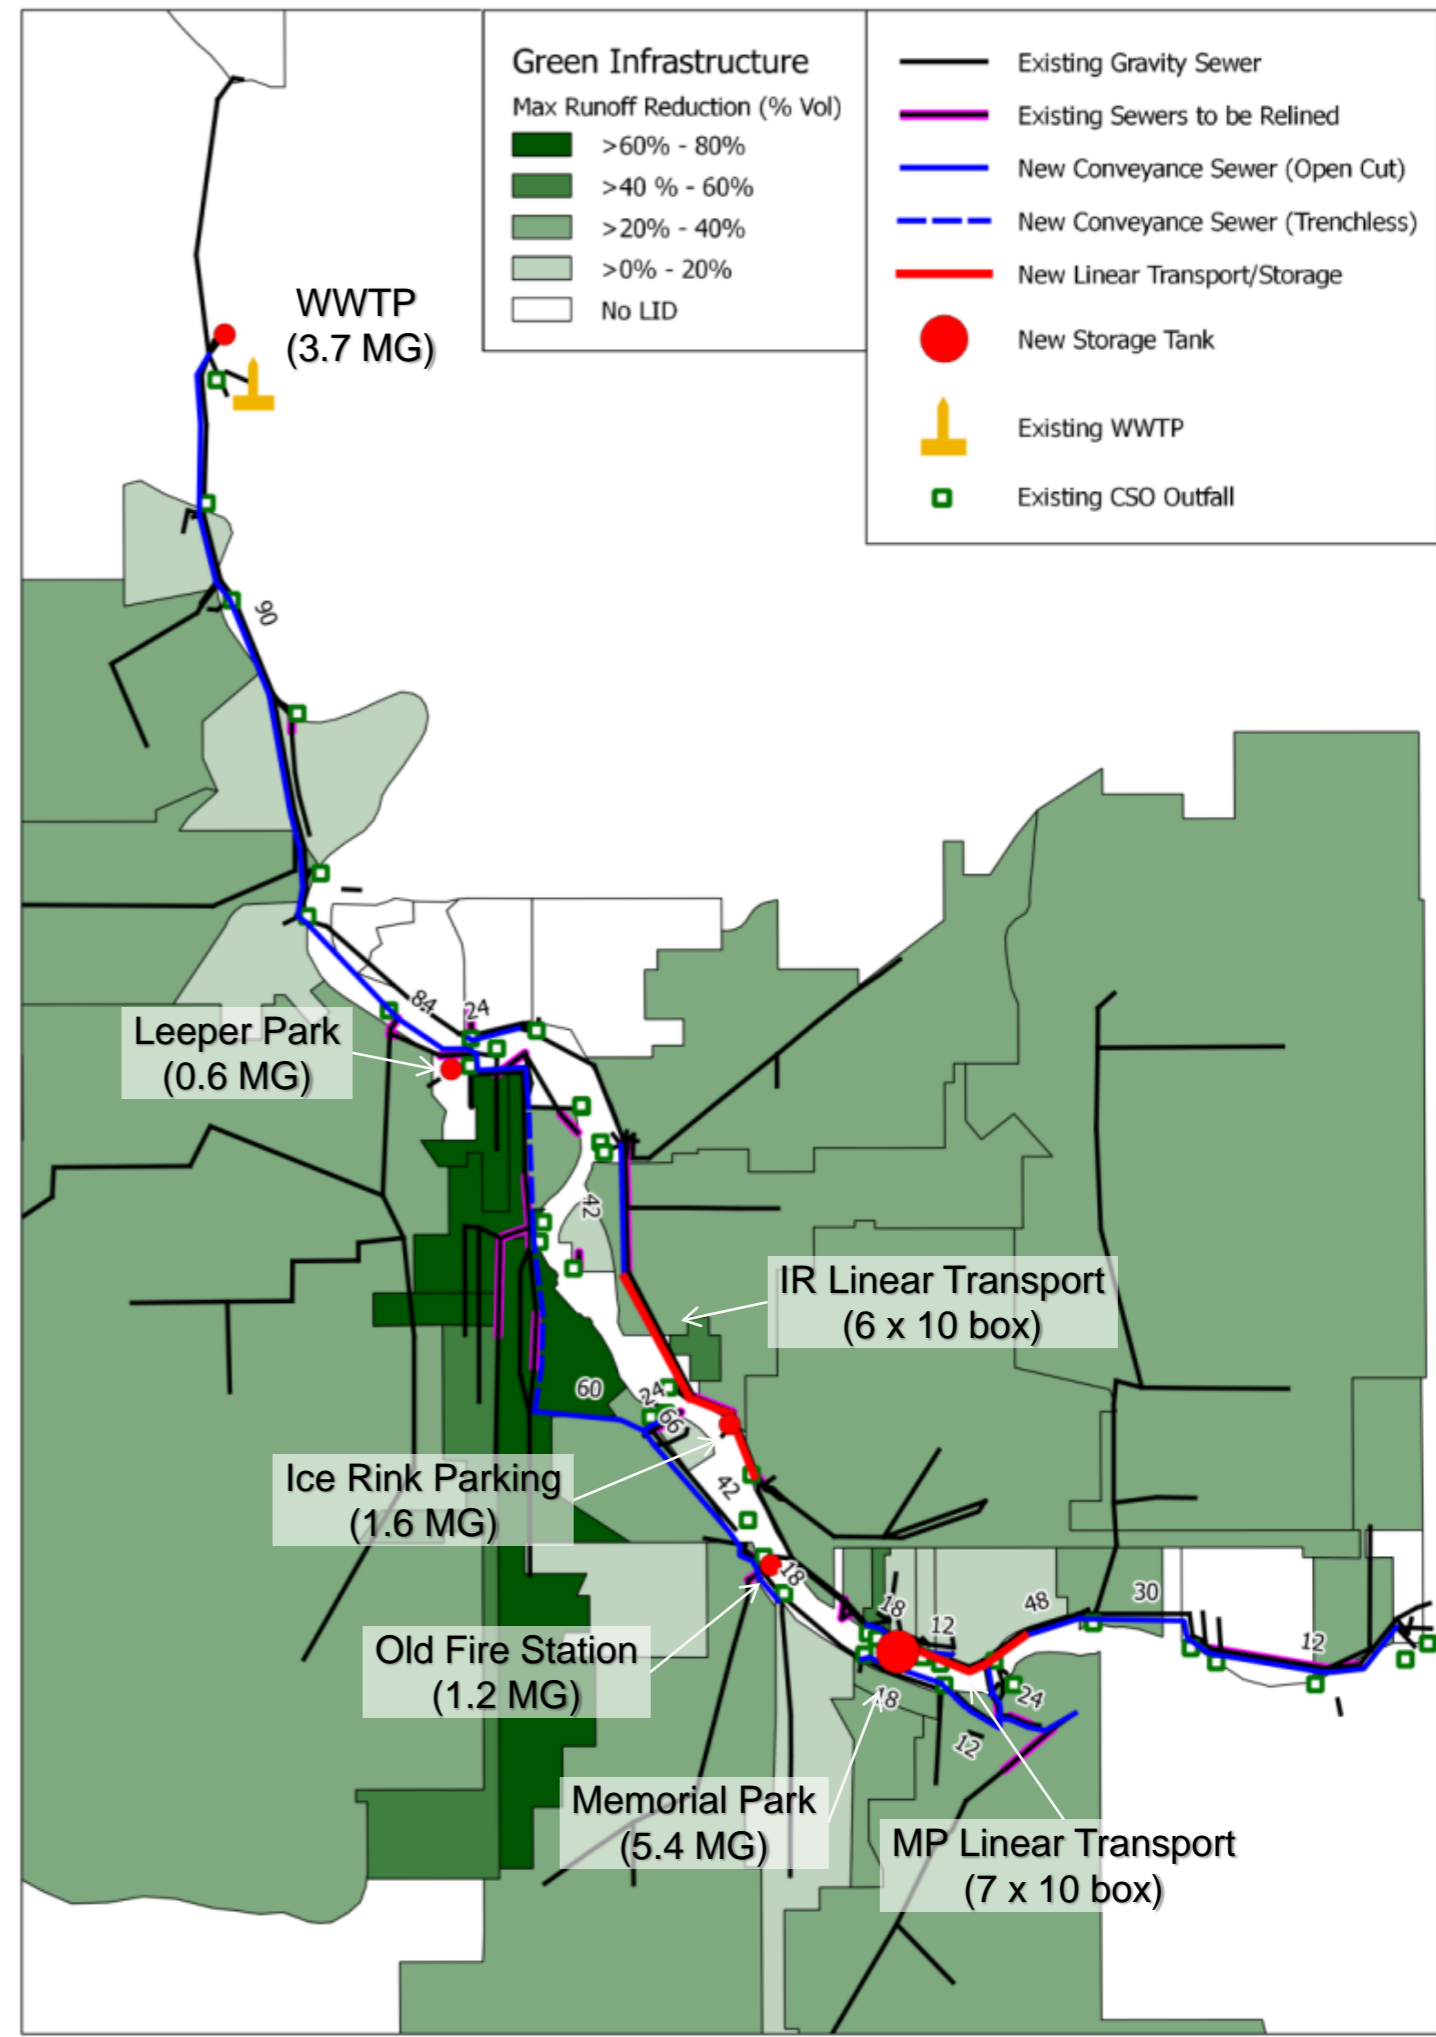 Green Infrastructure
Max Runoff Reduction (% Vol)
>60% - 80%
>40 % - 60%
>20% - 40%
>0% - 20%
No LID
Existing Gravity Sewer
Existing Sewers to be Relined
New Conveyance Sewer (Open Cut)
New Conveyance Sewer (Trenchless)
New Linear Transport/Storage
New Storage Tank
Existing WWTP
Existing CSO Outfall
WWTP
(3.7 MG)
90
84
24
Leeper Park
(0.6 MG)
42
IR Linear Transport
(6 x 10 box)
60
24
66
Ice Rink Parking
(1.6 MG)
42
18
18
12
48
30
12
Old Fire Station
(1.2 MG)
18
24
12
Memorial Park
(5.4 MG)
MP Linear Transport
(7 x 10 box)